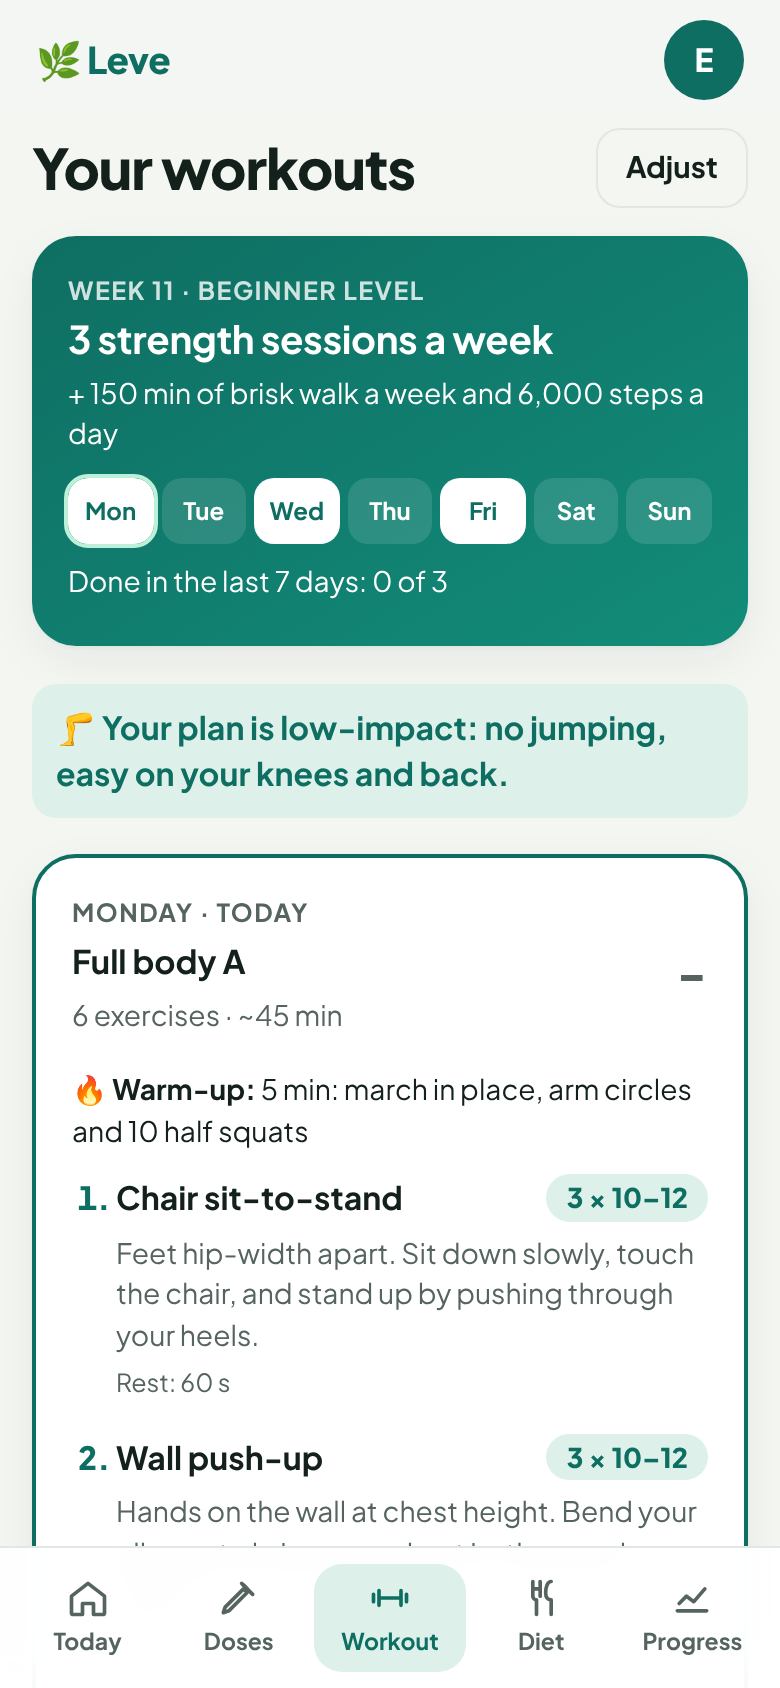 🌿 Leve
E
Your workouts
Adjust
WEEK 11 · BEGINNER LEVEL
3 strength sessions a week
+ 150 min of brisk walk a week and 6,000 steps a
day
Mon Tue Wed Thu Fri Sat Sun
Done in the last 7 days: 0 of 3
🦵 Your plan is low-impact: no jumping,
easy on your knees and back.
MONDAY · TODAY
Full body A
–
6 exercises · ~45 min
🔥 Warm-up: 5 min: march in place, arm circles
and 10 half squats
1. Chair sit-to-stand 3 × 10–12
Feet hip-width apart. Sit down slowly, touch
the chair, and stand up by pushing through
your heels.
Rest: 60 s
2. Wall push-up 3 × 10–12
Hands on the wall at chest height. Bend your
Today Doses Workout Diet Progress